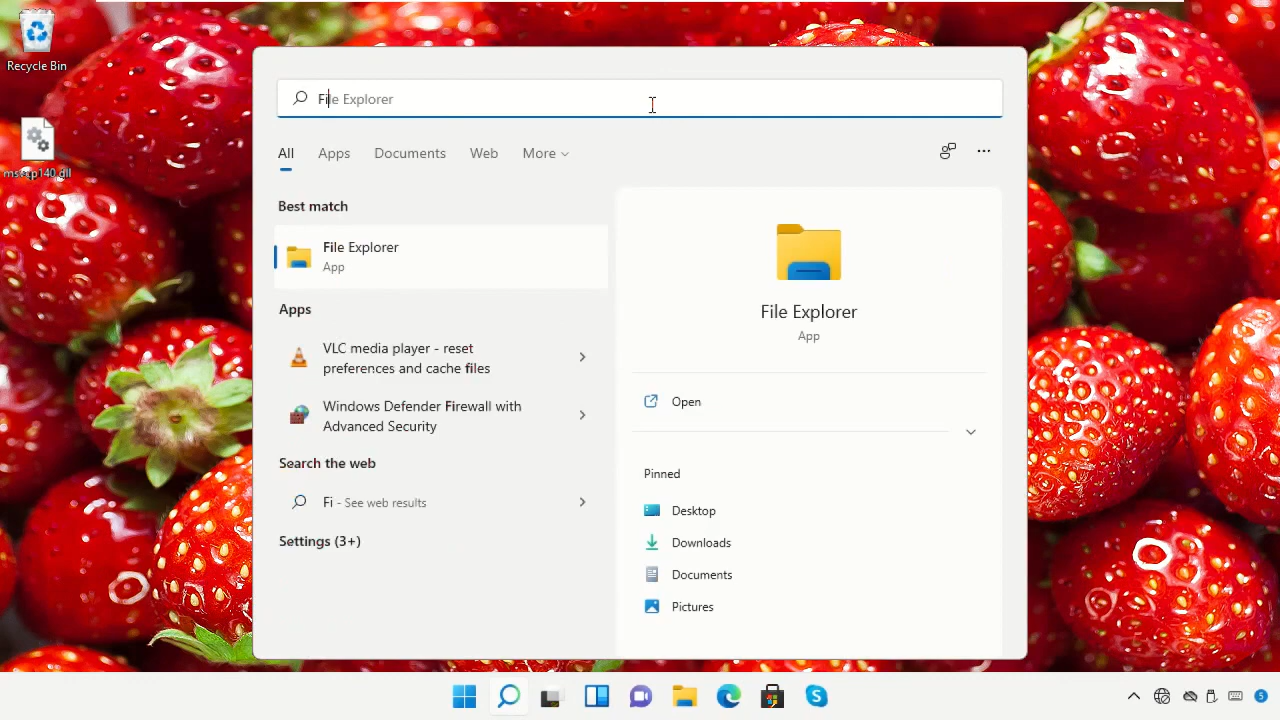 Recycle Bin
File Explorer
All
Apps
Documents
Web
More
Best match
File Explorer
App
Apps
VLC media player - reset
preferences and cache files
Windows Defender Firewall with
Advanced Security
Search the web
Fi - See web results
Settings (3+)
File Explorer
App
Open
Pinned
Desktop
Downloads
Documents
Pictures
5